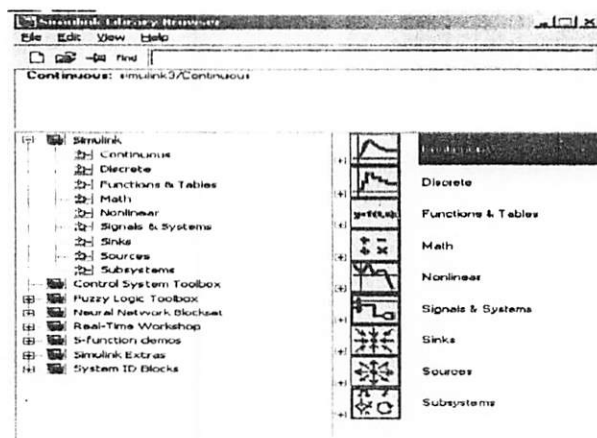 Simulink Library Browser
File Edit View Help
Find
Continuous: simulink3/Continuous
Simulink
Continuous
Discrete
Functions & Tables
Math
Nonlinear
Signals & Systems
Sinks
Sources
Subsystems
Control System Toolbox
Fuzzy Logic Toolbox
Neural Network Blockset
Real-Time Workshop
S-function demos
Simulink Extras
System ID Blocks
Continuous
Discrete
Functions & Tables
Math
Nonlinear
Signals & Systems
Sinks
Sources
Subsystems